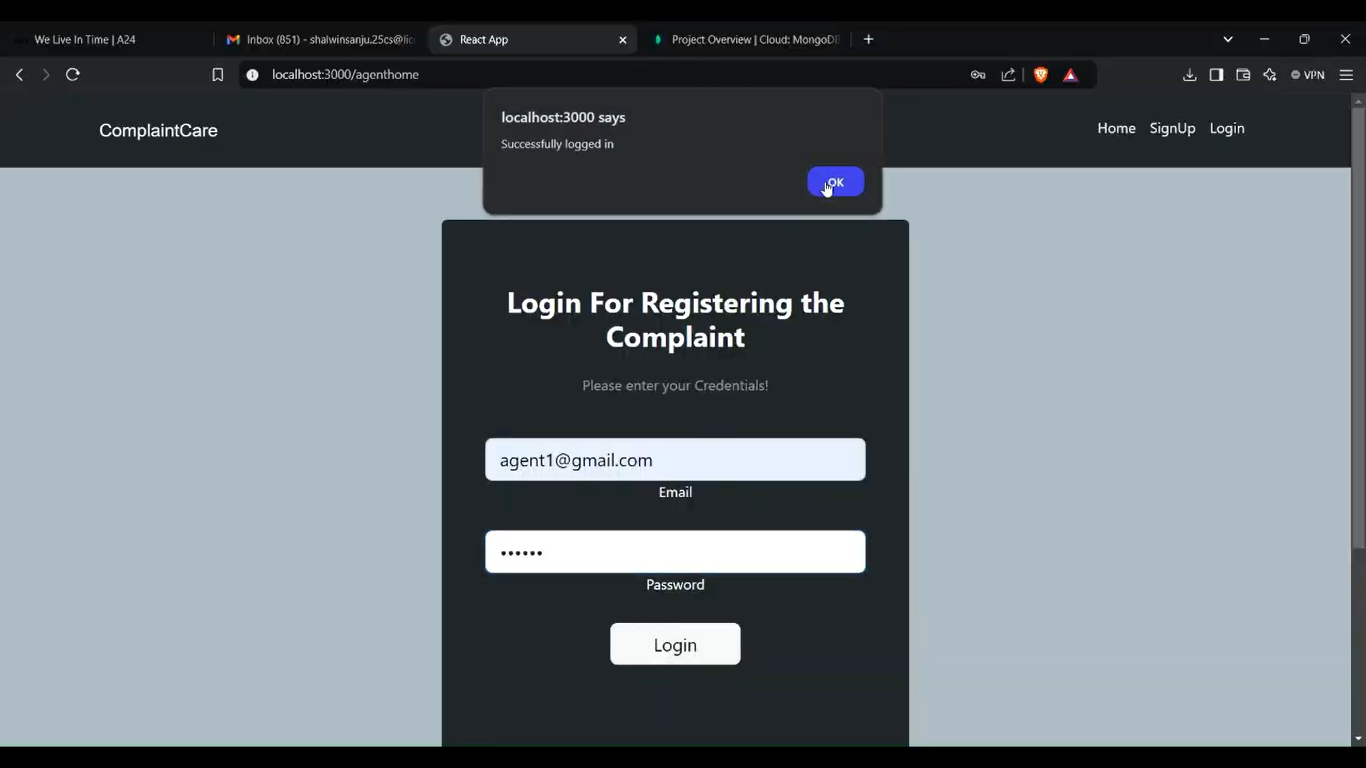 We Live In Time | A24
Inbox (851) - shalwinsanju.25cs@lic
React App
Project Overview | Cloud: MongoDB
localhost:3000/agenthome
VPN
localhost:3000 says
Successfully logged in
OK
ComplaintCare
Home SignUp Login
Login For Registering the
Complaint
Please enter your Credentials!
agent1@gmail.com
Email
••••••
Password
Login